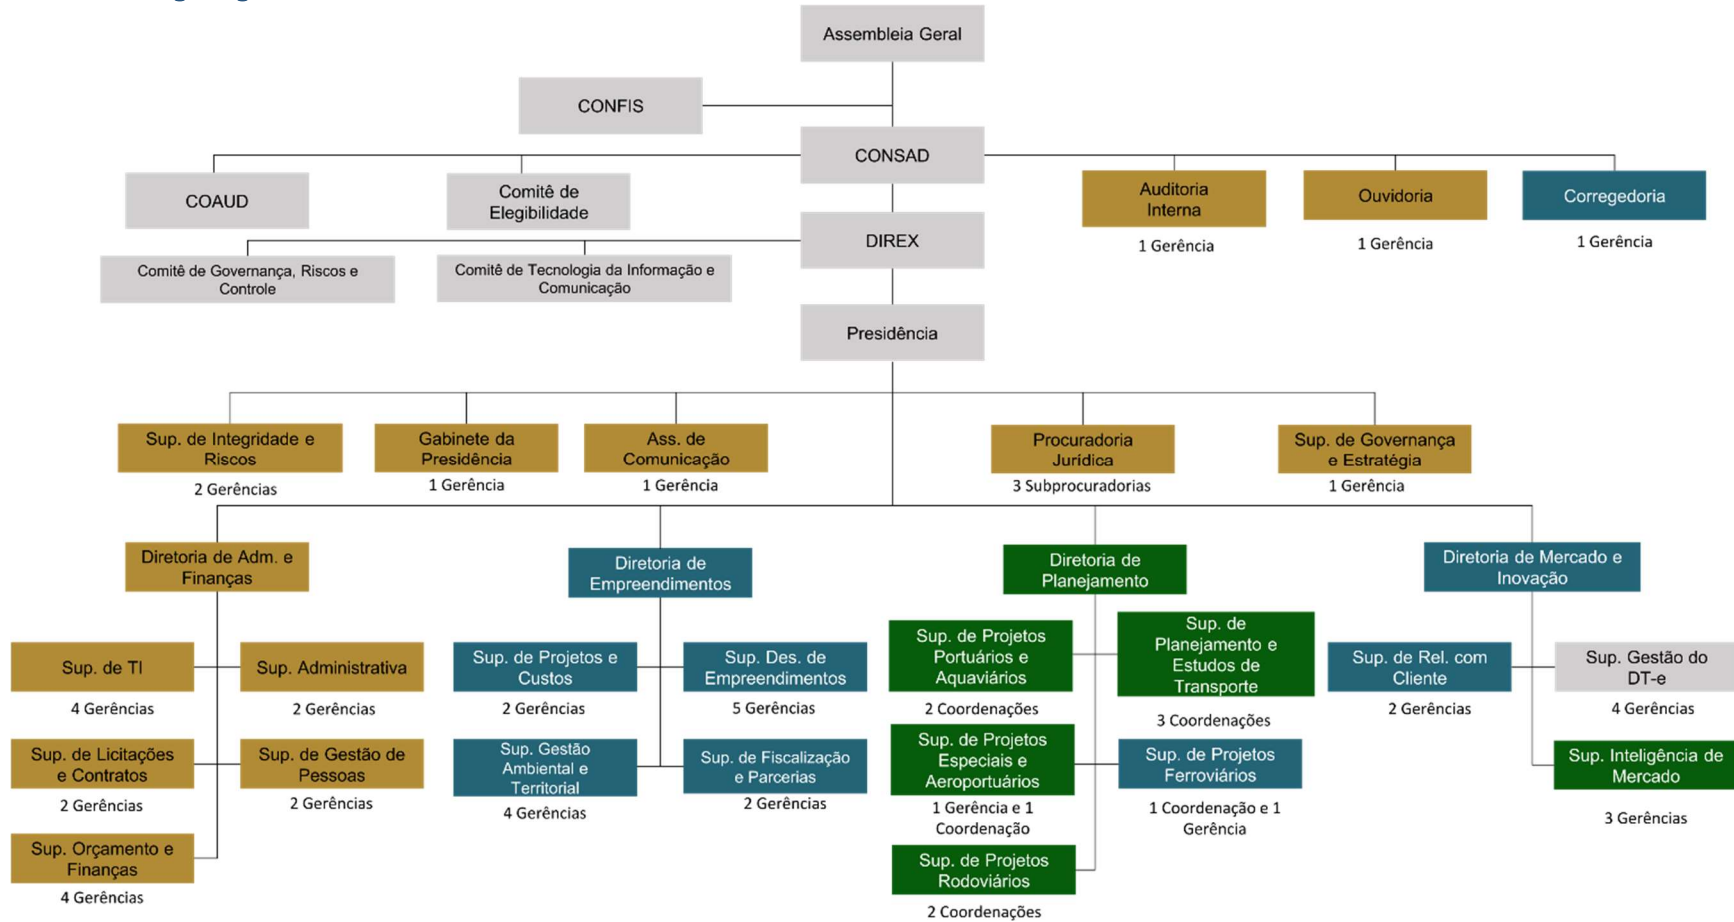 Assembleia Geral
CONFIS
CONSAD
COAUD
Comitê de
Elegibilidade
Auditoria
Interna
1 Gerência
Ouvidoria
1 Gerência
Corregedoria
1 Gerência
DIREX
Comitê de Governança, Riscos e
Controle
Comitê de Tecnologia da Informação e
Comunicação
Presidência
Sup. de Integridade e
Riscos
2 Gerências
Gabinete da
Presidência
1 Gerência
Ass. de
Comunicação
1 Gerência
Procuradoria
Jurídica
3 Subprocuradorias
Sup. de Governança
e Estratégia
1 Gerência
Diretoria de Adm. e
Finanças
Sup. de TI
4 Gerências
Sup. Administrativa
2 Gerências
Sup. de Licitações
e Contratos
2 Gerências
Sup. de Gestão de
Pessoas
2 Gerências
Sup. Orçamento e
Finanças
4 Gerências
Diretoria de
Empreendimentos
Sup. de Projetos e
Custos
2 Gerências
Sup. Des. de
Empreendimentos
5 Gerências
Sup. Gestão
Ambiental e
Territorial
4 Gerências
Sup. de Fiscalização
e Parcerias
2 Gerências
Diretoria de
Planejamento
Sup. de Projetos
Portuários e
Aquaviários
2 Coordenações
Sup. de
Planejamento e
Estudos de
Transporte
3 Coordenações
Sup. de Projetos
Especiais e
Aeroportuários
1 Gerência e 1
Coordenação
Sup. de Projetos
Ferroviários
1 Coordenação e 1
Gerência
Sup. de Projetos
Rodoviários
2 Coordenações
Diretoria de Mercado e
Inovação
Sup. de Rel. com
Cliente
2 Gerências
Sup. Gestão do
DT-e
4 Gerências
Sup. Inteligência de
Mercado
3 Gerências